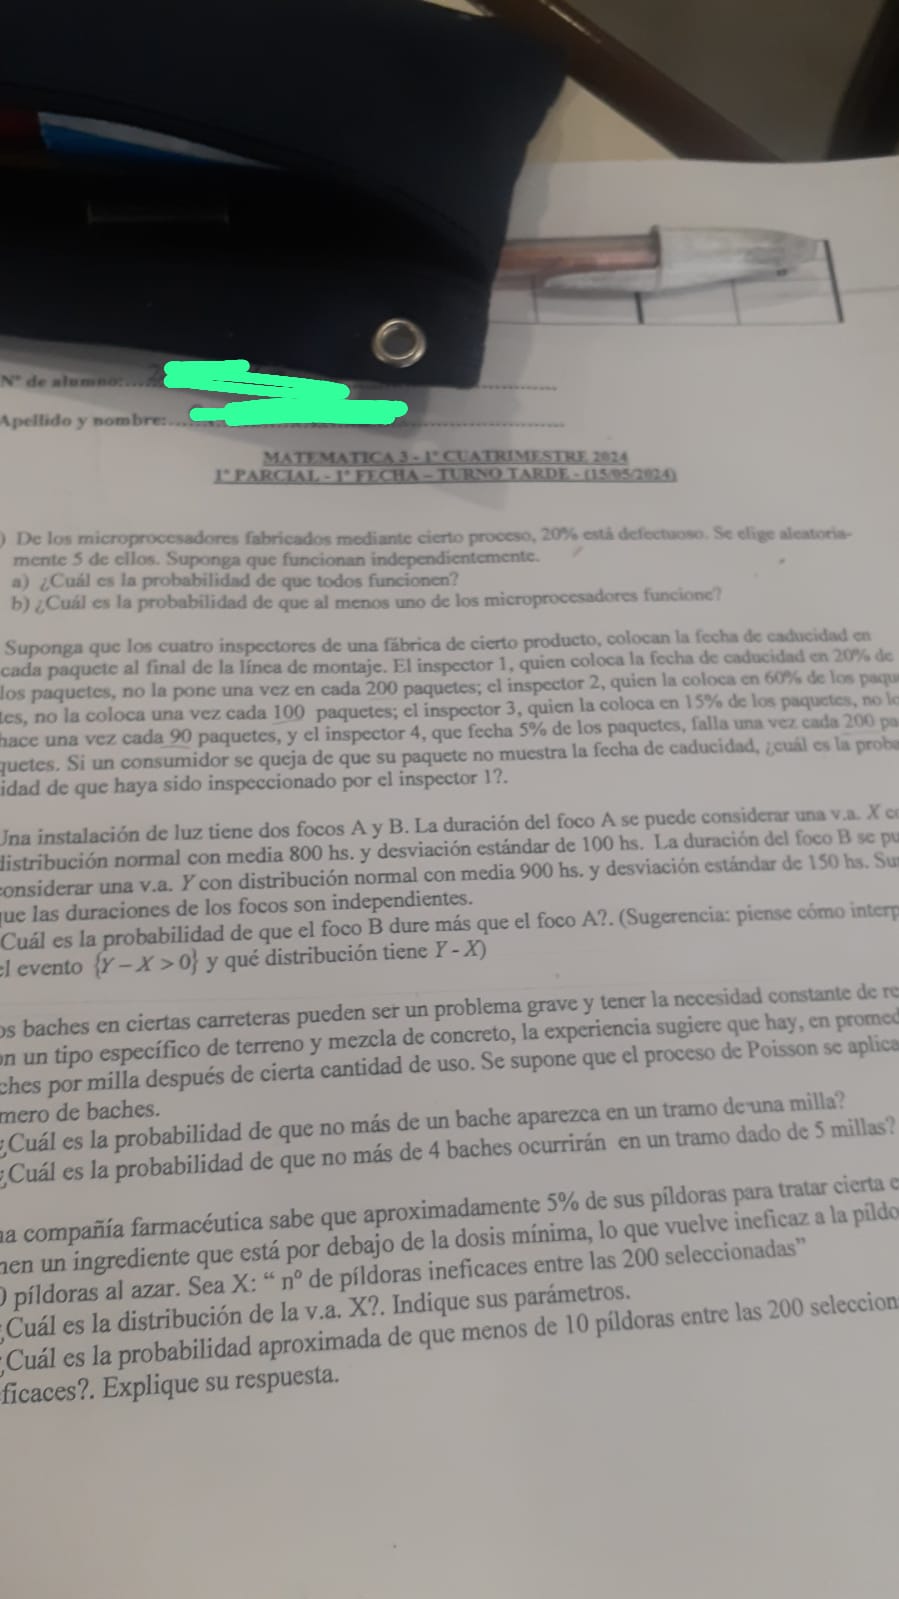 Nº de alumno:
Apellido y nombre:
MATEMATICA 3 - 1º CUATRIMESTRE 2024
1º PARCIAL - 1º FECHA – TURNO TARDE - (15/05/2024)
) De los microprocesadores fabricados mediante cierto proceso, 20% está defectuoso. Se elige aleatoria-
mente 5 de ellos. Suponga que funcionan independientemente.
a) ¿Cuál es la probabilidad de que todos funcionen?
b) ¿Cuál es la probabilidad de que al menos uno de los microprocesadores funcione?
Suponga que los cuatro inspectores de una fábrica de cierto producto, colocan la fecha de caducidad en
cada paquete al final de la línea de montaje. El inspector 1, quien coloca la fecha de caducidad en 20% de
los paquetes, no la pone una vez en cada 200 paquetes; el inspector 2, quien la coloca en 60% de los paque
tes, no la coloca una vez cada 100 paquetes; el inspector 3, quien la coloca en 15% de los paquetes, no lo
hace una vez cada 90 paquetes, y el inspector 4, que fecha 5% de los paquetes, falla una vez cada 200 pa
quetes. Si un consumidor se queja de que su paquete no muestra la fecha de caducidad, ¿cuál es la proba
idad de que haya sido inspeccionado por el inspector 1?.
Una instalación de luz tiene dos focos A y B. La duración del foco A se puede considerar una v.a. X co
distribución normal con media 800 hs. y desviación estándar de 100 hs. La duración del foco B se pu
considerar una v.a. Y con distribución normal con media 900 hs. y desviación estándar de 150 hs. Su
que las duraciones de los focos son independientes.
Cuál es la probabilidad de que el foco B dure más que el foco A?. (Sugerencia: piense cómo interp
el evento {Y – X > 0} y qué distribución tiene Y - X)
os baches en ciertas carreteras pueden ser un problema grave y tener la necesidad constante de re
on un tipo específico de terreno y mezcla de concreto, la experiencia sugiere que hay, en promed
ches por milla después de cierta cantidad de uso. Se supone que el proceso de Poisson se aplica
mero de baches.
¿Cuál es la probabilidad de que no más de un bache aparezca en un tramo de una milla?
¿Cuál es la probabilidad de que no más de 4 baches ocurrirán en un tramo dado de 5 millas?
na compañía farmacéutica sabe que aproximadamente 5% de sus píldoras para tratar cierta e
nen un ingrediente que está por debajo de la dosis mínima, lo que vuelve ineficaz a la píldo
0 píldoras al azar. Sea X: “ nº de píldoras ineficaces entre las 200 seleccionadas”
¿Cuál es la distribución de la v.a. X?. Indique sus parámetros.
¿Cuál es la probabilidad aproximada de que menos de 10 píldoras entre las 200 seleccion
ficaces?. Explique su respuesta.